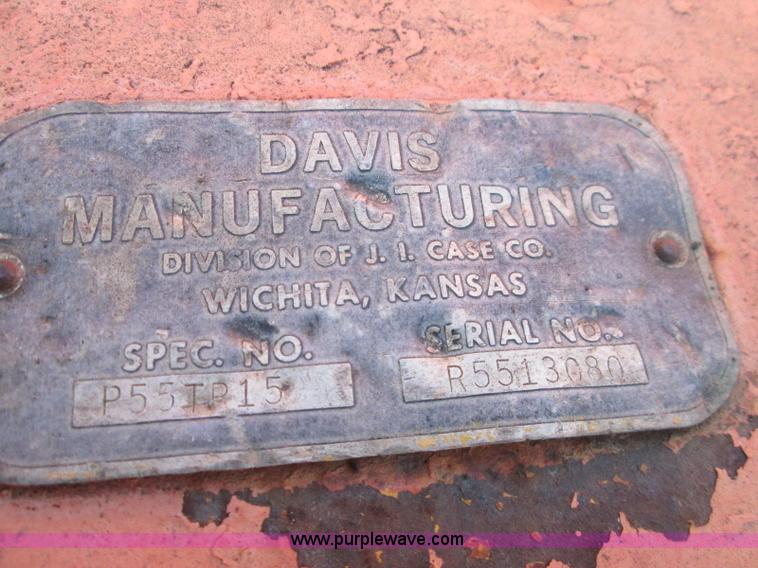 DAVIS
MANUFACTURING
DIVISION OF J. I. CASE CO.
WICHITA, KANSAS
SPEC. NO. SERIAL NO.
P55TP15 R5513080
www.purplewave.com